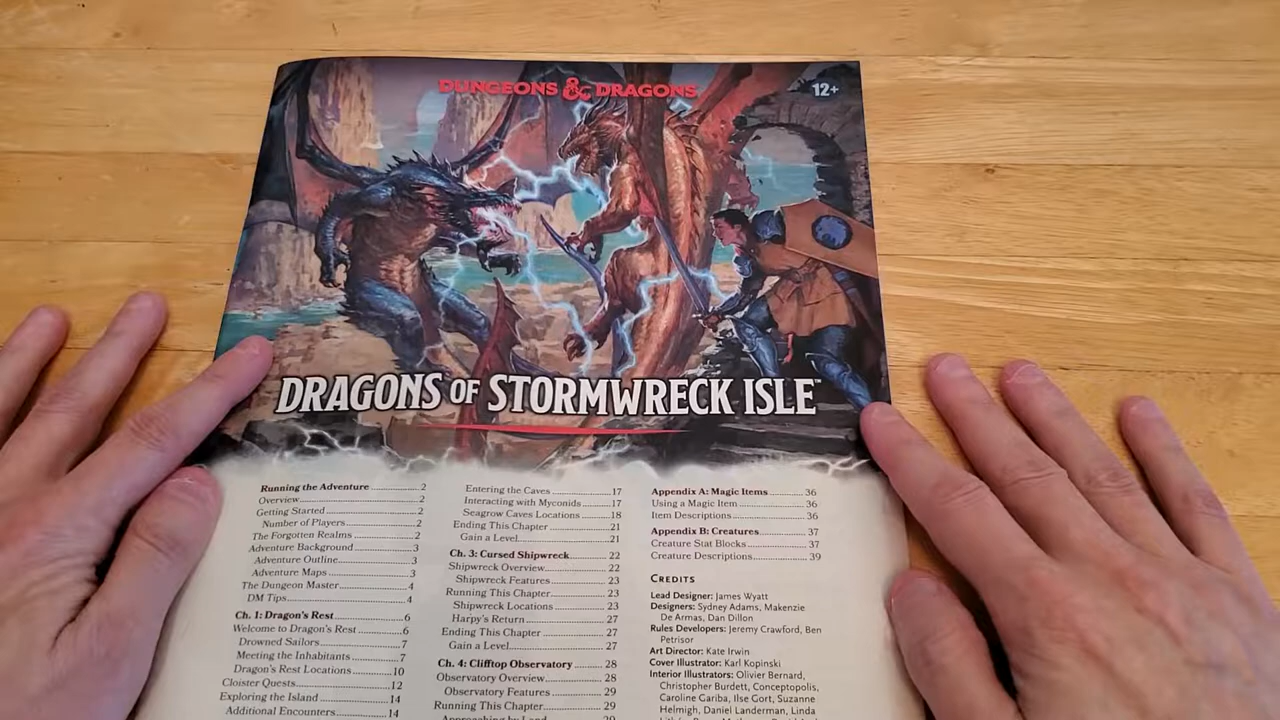 DUNGEONS & DRAGONS
12+
DRAGONS OF STORMWRECK ISLE™
Running the Adventure 2
Overview 2
Getting Started 2
Number of Players 2
The Forgotten Realms 2
Adventure Background 3
Adventure Outline 3
Adventure Maps 3
The Dungeon Master 4
DM Tips 4
Ch. 1: Dragon's Rest 6
Welcome to Dragon's Rest 6
Drowned Sailors 7
Meeting the Inhabitants 7
Dragon's Rest Locations 10
Cloister Quests 12
Exploring the Island 14
Additional Encounters 14
Entering the Caves 17
Interacting with Myconids 17
Seagrow Caves Locations 18
Ending This Chapter 21
Gain a Level 21
Ch. 3: Cursed Shipwreck 22
Shipwreck Overview 22
Shipwreck Features 23
Running This Chapter 23
Shipwreck Locations 23
Harpy's Return 27
Ending This Chapter 27
Gain a Level 27
Ch. 4: Clifftop Observatory 28
Observatory Overview 28
Observatory Features 29
Running This Chapter 29
Approaching by Land
Appendix A: Magic Items 36
Using a Magic Item 36
Item Descriptions 36
Appendix B: Creatures 37
Creature Stat Blocks 37
Creature Descriptions 39
CREDITS
Lead Designer: James Wyatt
Designers: Sydney Adams, Makenzie
De Armas, Dan Dillon
Rules Developers: Jeremy Crawford, Ben
Petrisor
Art Director: Kate Irwin
Cover Illustrator: Karl Kopinski
Interior Illustrators: Olivier Bernard,
Christopher Burdett, Conceptopolis,
Caroline Gariba, Ilse Gort, Suzanne
Helmigh, Daniel Landerman, Linda